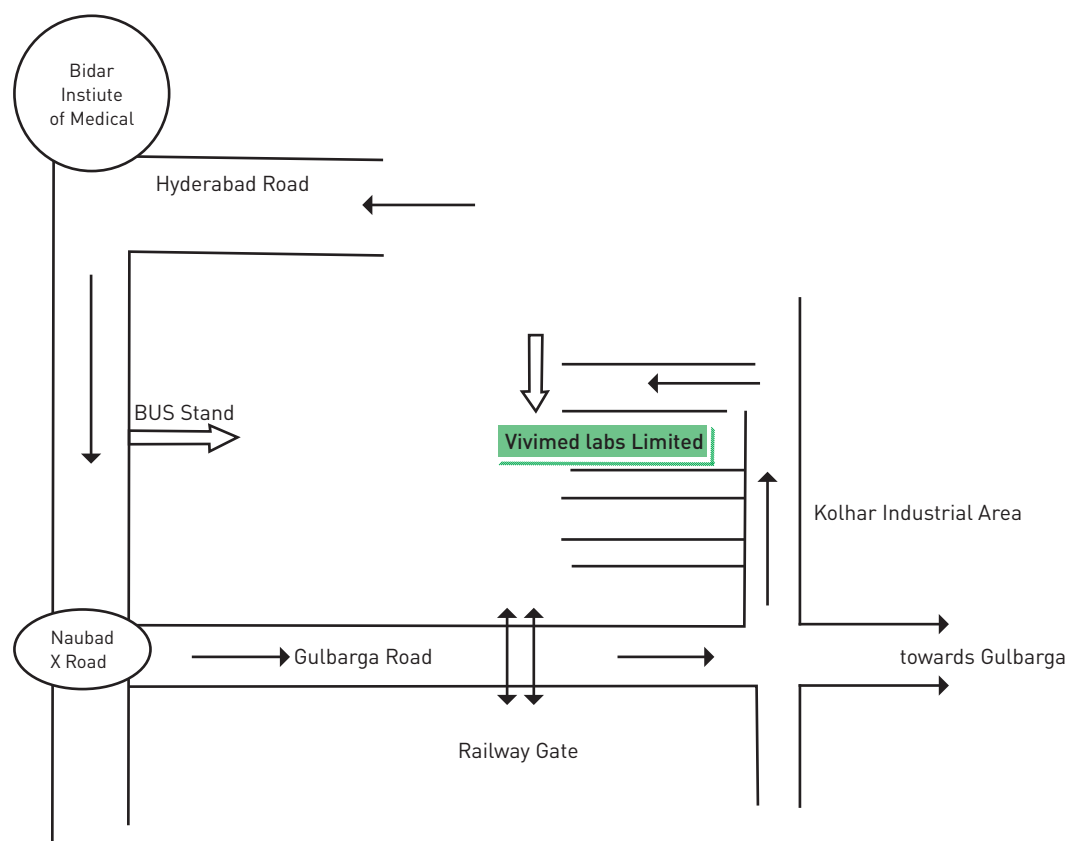 Bidar
Instiute
of Medical
Hyderabad Road
BUS Stand
Vivimed labs Limited
Kolhar Industrial Area
Naubad
X Road
Gulbarga Road
towards Gulbarga
Railway Gate